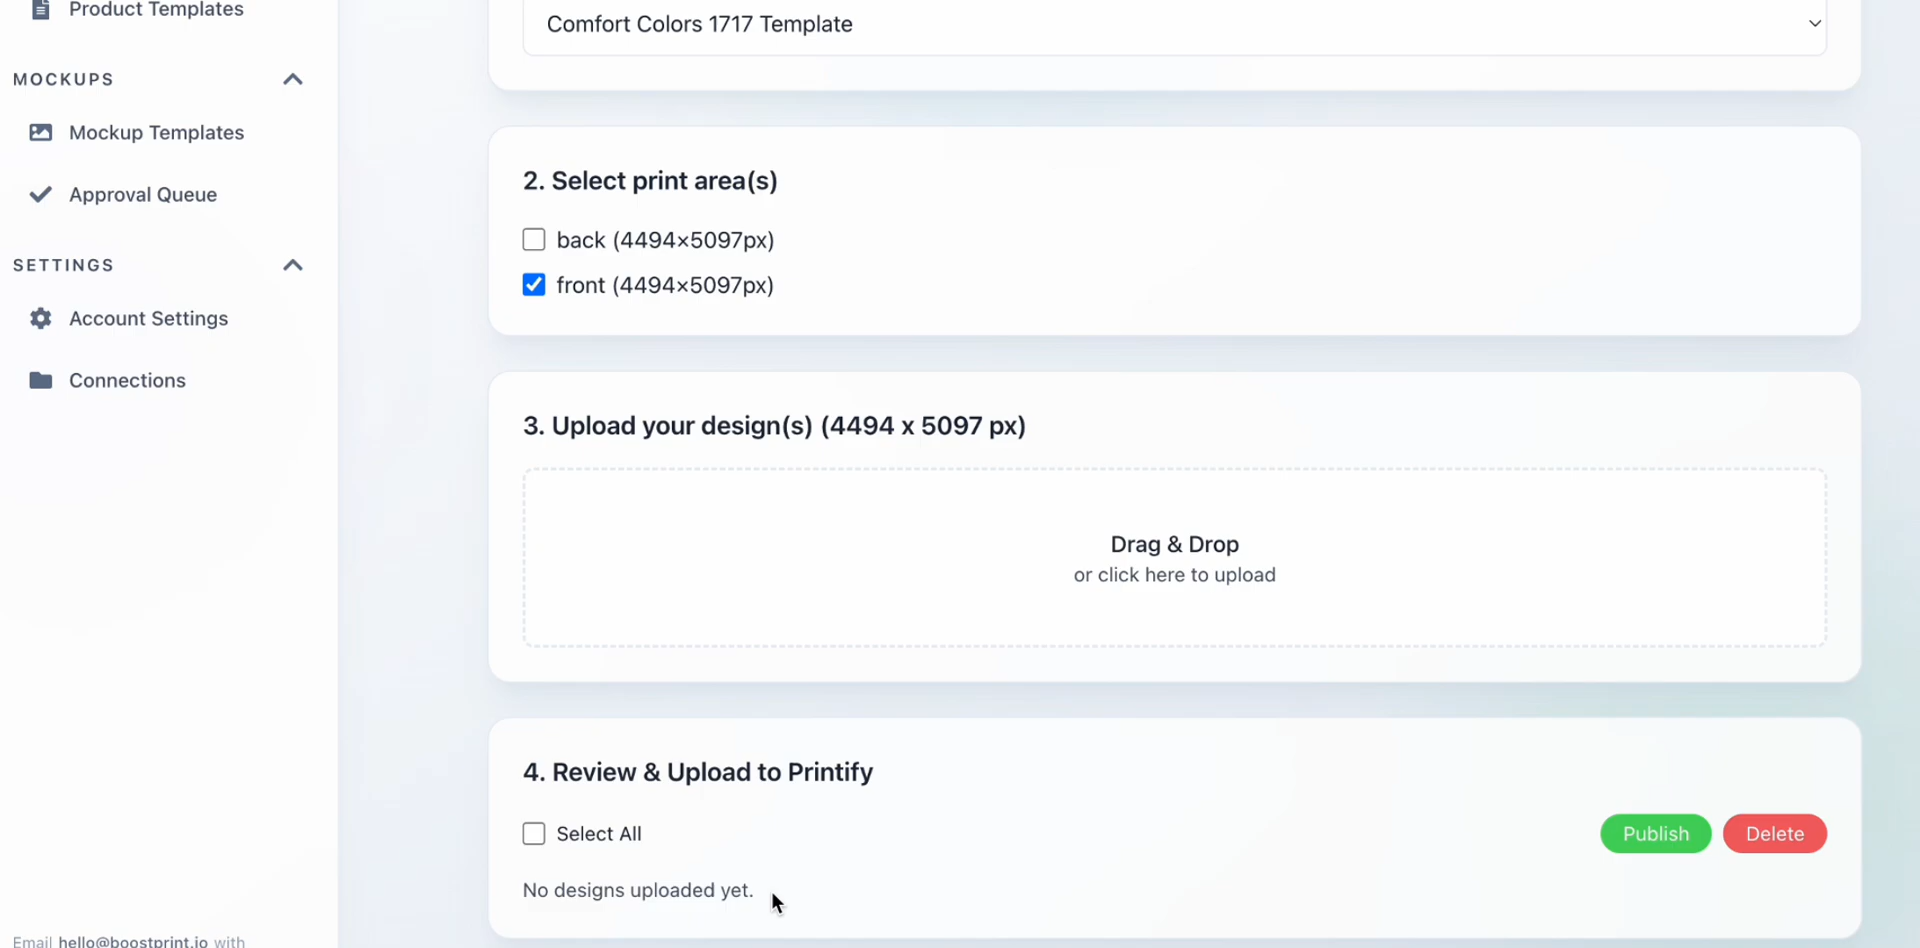 Product Templates
MOCKUPS
Mockup Templates
Approval Queue
SETTINGS
Account Settings
Connections
Email hello@boostprint.io with
Comfort Colors 1717 Template
2. Select print area(s)
back (4494×5097px)
front (4494×5097px)
3. Upload your design(s) (4494 x 5097 px)
Drag & Drop
or click here to upload
4. Review & Upload to Printify
Select All
Publish
Delete
No designs uploaded yet.